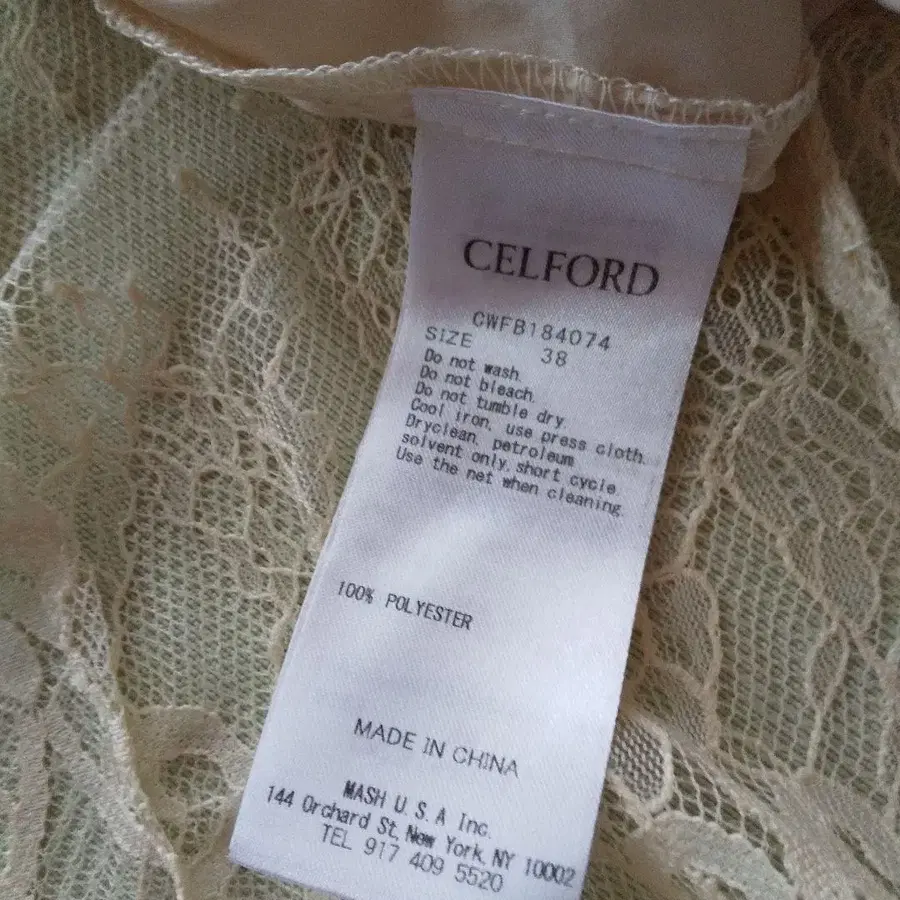 CELFORD
CWFB184074
SIZE 38
Do not wash.
Do not bleach.
Do not tumble dry.
Cool iron, use press cloth.
Dryclean, petroleum
solvent only, short cycle.
Use the net when cleaning.
100% POLYESTER
MADE IN CHINA
MASH U.S.A Inc.
144 Orchard St, New York, NY 10002
TEL 917 409 5520